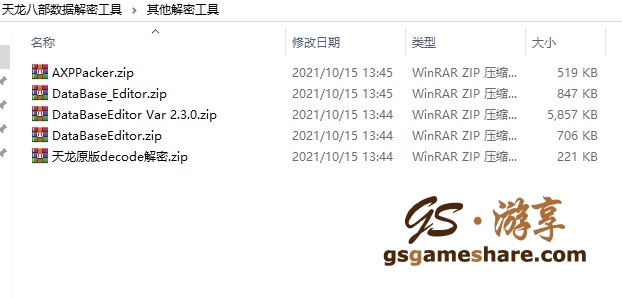 天龙八部数据解密工具 › 其他解密工具
名称 修改日期 类型 大小
AXPPacker.zip 2021/10/15 13:45 WinRAR ZIP 压缩... 519 KB
DataBase_Editor.zip 2021/10/15 13:45 WinRAR ZIP 压缩... 847 KB
DataBaseEditor Var 2.3.0.zip 2021/10/15 13:44 WinRAR ZIP 压缩... 5,857 KB
DataBaseEditor.zip 2021/10/15 13:44 WinRAR ZIP 压缩... 706 KB
天龙原版decode解密.zip 2021/10/15 13:44 WinRAR ZIP 压缩... 221 KB
GS·游享
gsgameshare.com